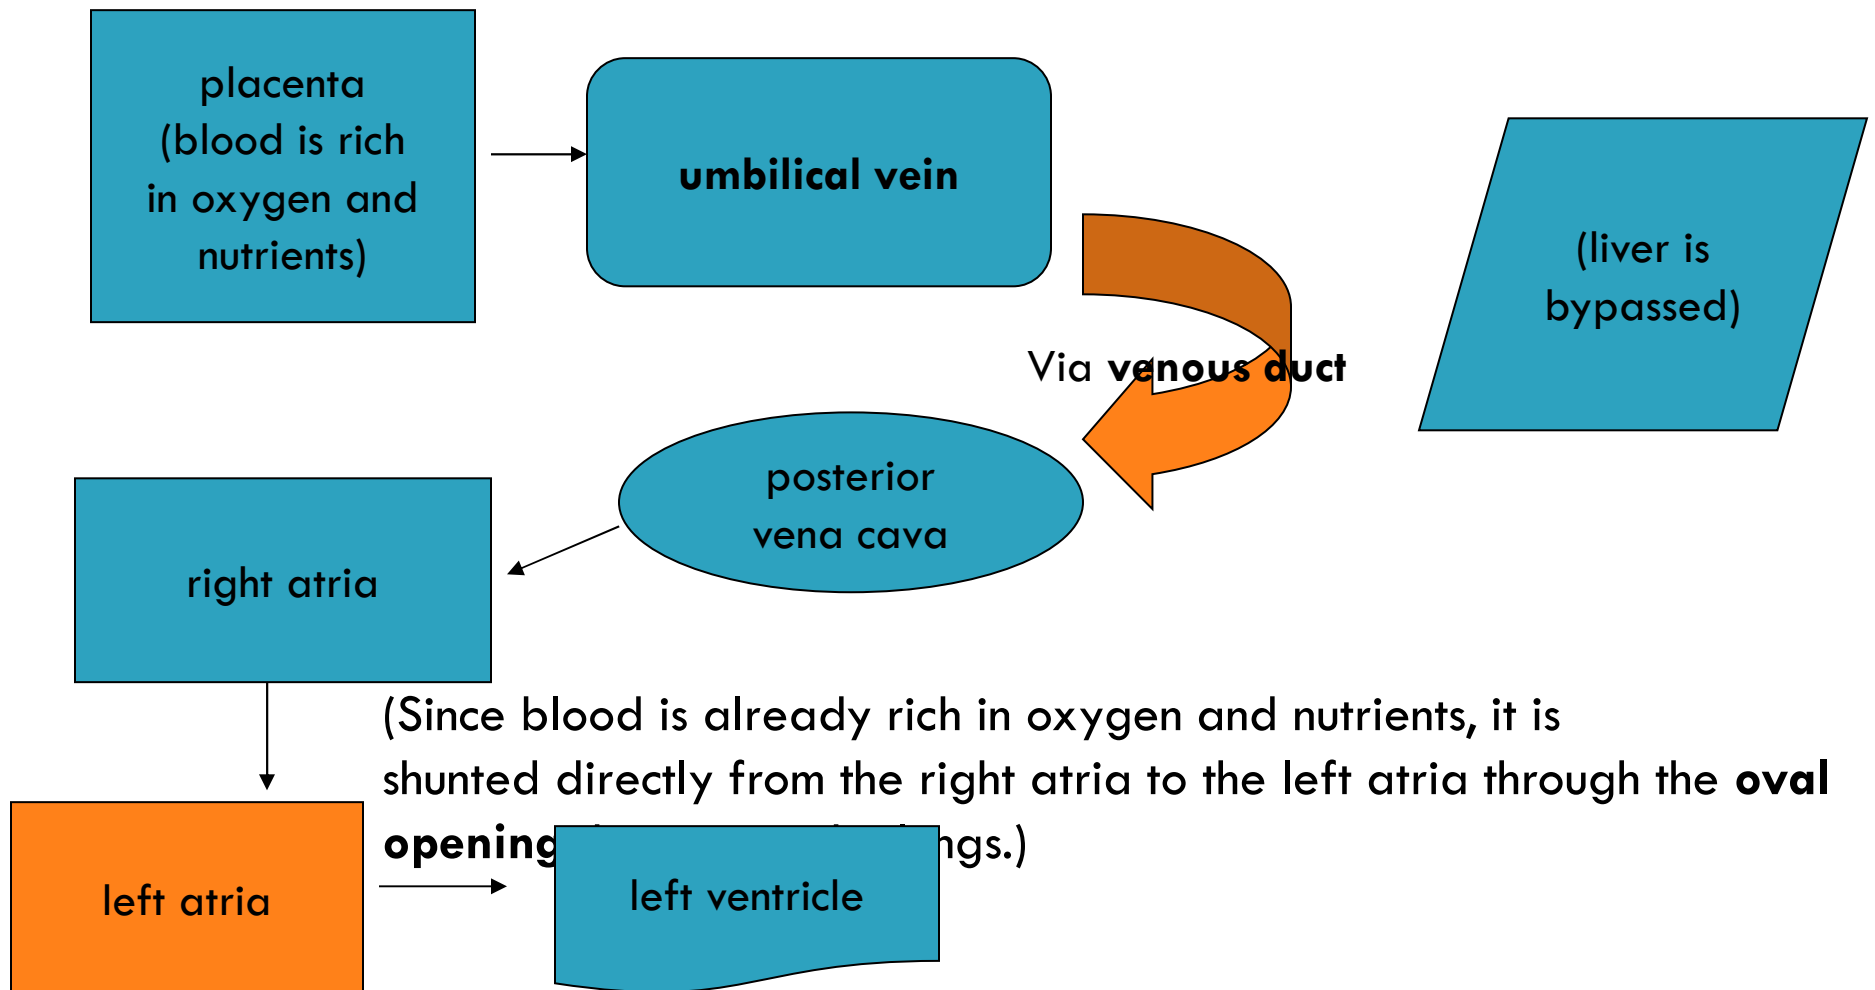 placenta
(blood is rich
in oxygen and
nutrients)
umbilical vein
(liver is
bypassed)
Via venous duct
posterior
vena cava
right atria
(Since blood is already rich in oxygen and nutrients, it is
shunted directly from the right atria to the left atria through the oval
opening ngs.)
left atria
left ventricle